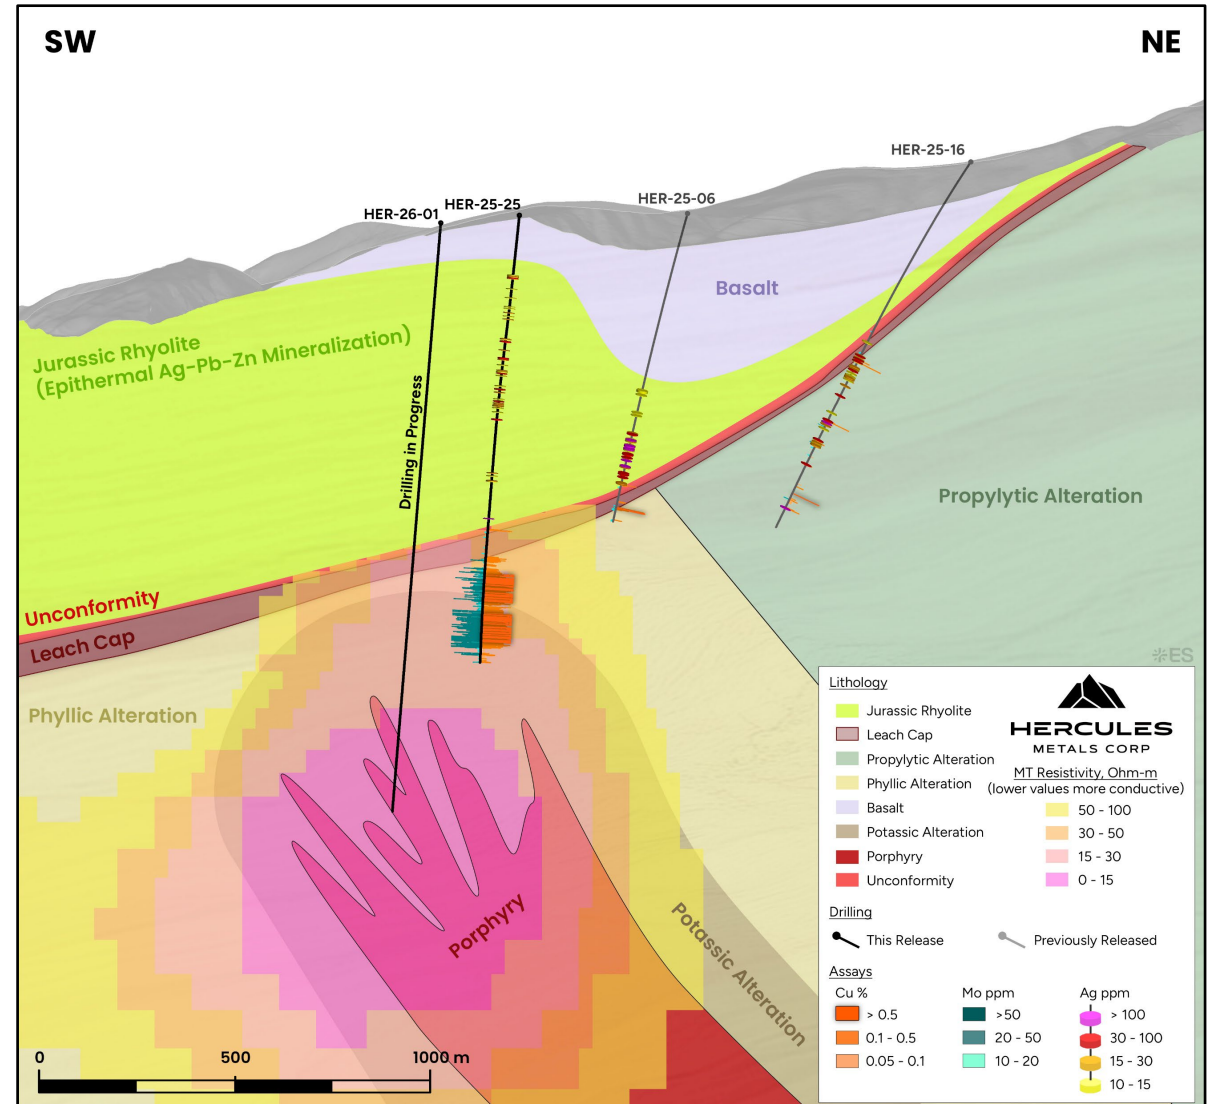 SW
NE
HER-25-16
HER-25-06
HER-25-25
HER-26-01
Basalt
Jurassic Rhyolite
(Epithermal Ag-Pb-Zn Mineralization)
Drilling in Progress
Propylytic Alteration
Unconformity
Leach Cap
Phyllic Alteration
Porphyry
Potassic Alteration
ES
0 500 1000 m
Lithology
Jurassic Rhyolite
Leach Cap
Propylytic Alteration
Phyllic Alteration
Basalt
Potassic Alteration
Porphyry
Unconformity
HERCULES
METALS CORP
MT Resistivity, Ohm-m
(lower values more conductive)
50 - 100
30 - 50
15 - 30
0 - 15
Drilling
This Release
Previously Released
Assays
Cu %
> 0.5
0.1 - 0.5
0.05 - 0.1
Mo ppm
>50
20 - 50
10 - 20
Ag ppm
> 100
30 - 100
15 - 30
10 - 15